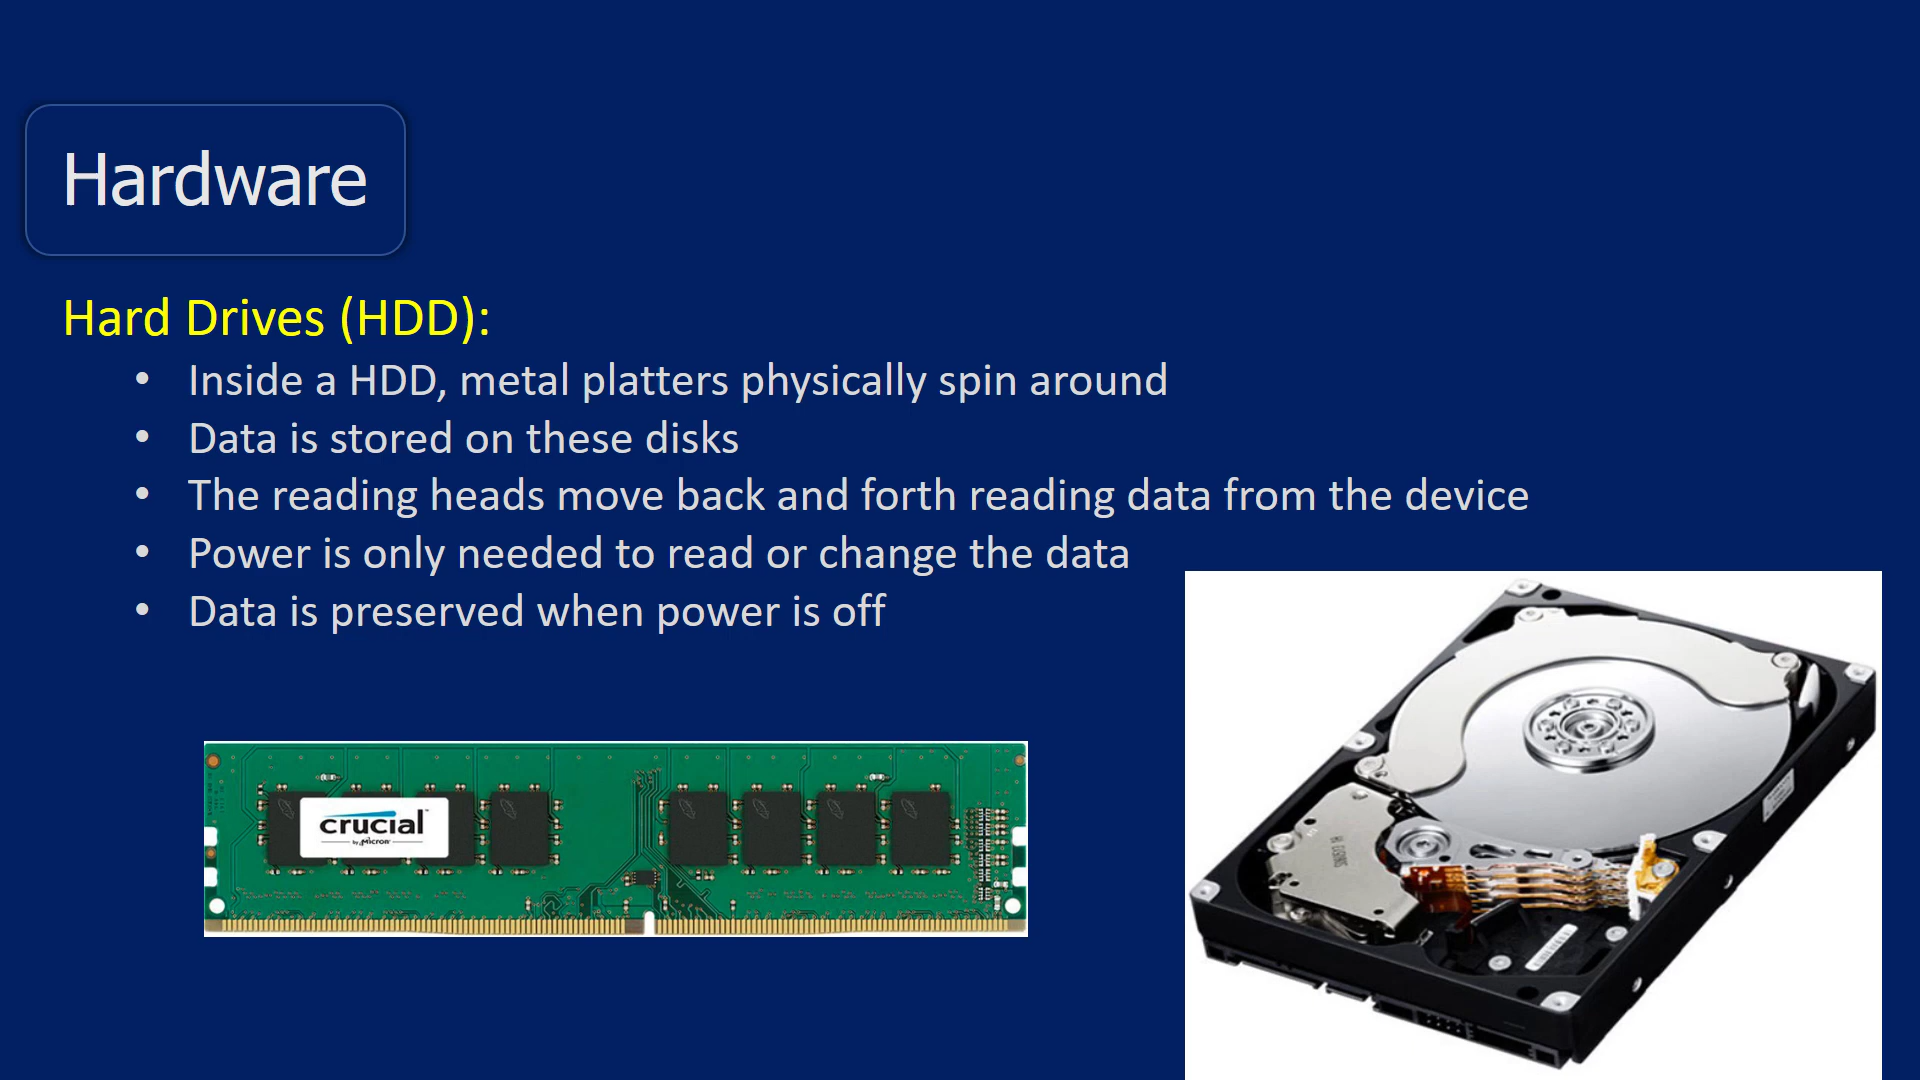 Hardware
Hard Drives (HDD):
• Inside a HDD, metal platters physically spin around
• Data is stored on these disks
• The reading heads move back and forth reading data from the device
• Power is only needed to read or change the data
• Data is preserved when power is off
crucial
by Micron